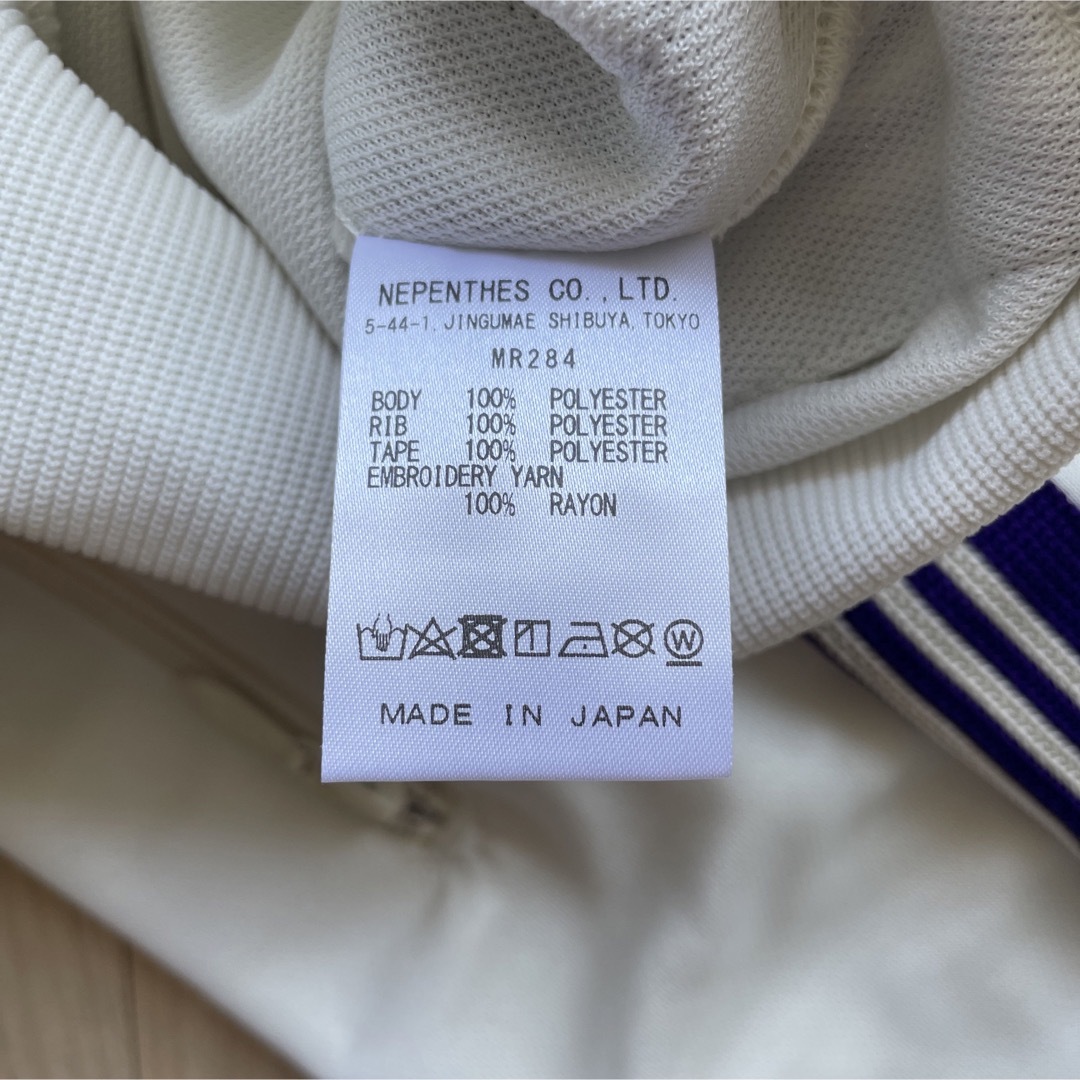 NEPENTHES CO., LTD.
5-44-1, JINGUMAE SHIBUYA, TOKYO
MR284
BODY 100% POLYESTER
RIB 100% POLYESTER
TAPE 100% POLYESTER
EMBROIDERY YARN
100% RAYON
W
MADE IN JAPAN